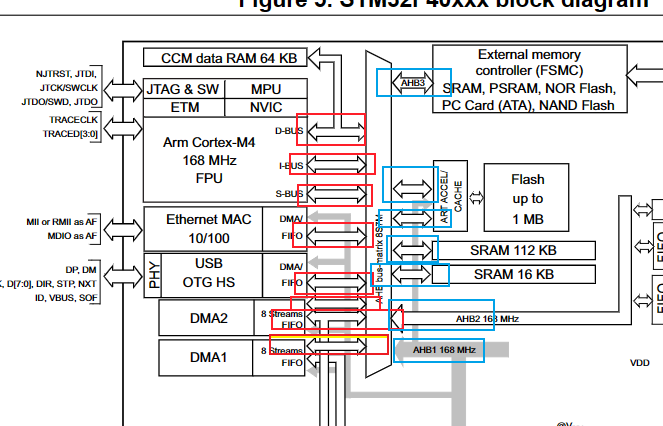 Figure 5. STM32F40xxx block diagram
CCM data RAM 64 KB
External memory
controller (FSMC)
SRAM, PSRAM, NOR Flash,
PC Card (ATA), NAND Flash
AHB3
NJTRST, JTDI,
JTCK/SWCLK
JTDO/SWD, JTDO
JTAG & SW
MPU
ETM
NVIC
TRACECLK
TRACED[3:0]
Arm Cortex-M4
168 MHz
FPU
D-BUS
I-BUS
S-BUS
ART ACCEL/
CACHE
Flash
up to
1 MB
MII or RMII as AF
MDIO as AF
Ethernet MAC
10/100
DMA/
FIFO
SRAM 112 KB
SRAM 16 KB
DP, DM
D[7:0], DIR, STP, NXT
ID, VBUS, SOF
PHY
USB
OTG HS
DMA/
FIFO
bus-matrix 8S7M
DMA2
8 Streams
FIFO
AHB2 168 MHz
DMA1
8 Streams
FIFO
AHB1 168 MHz
VDD
FIFO
FIFO